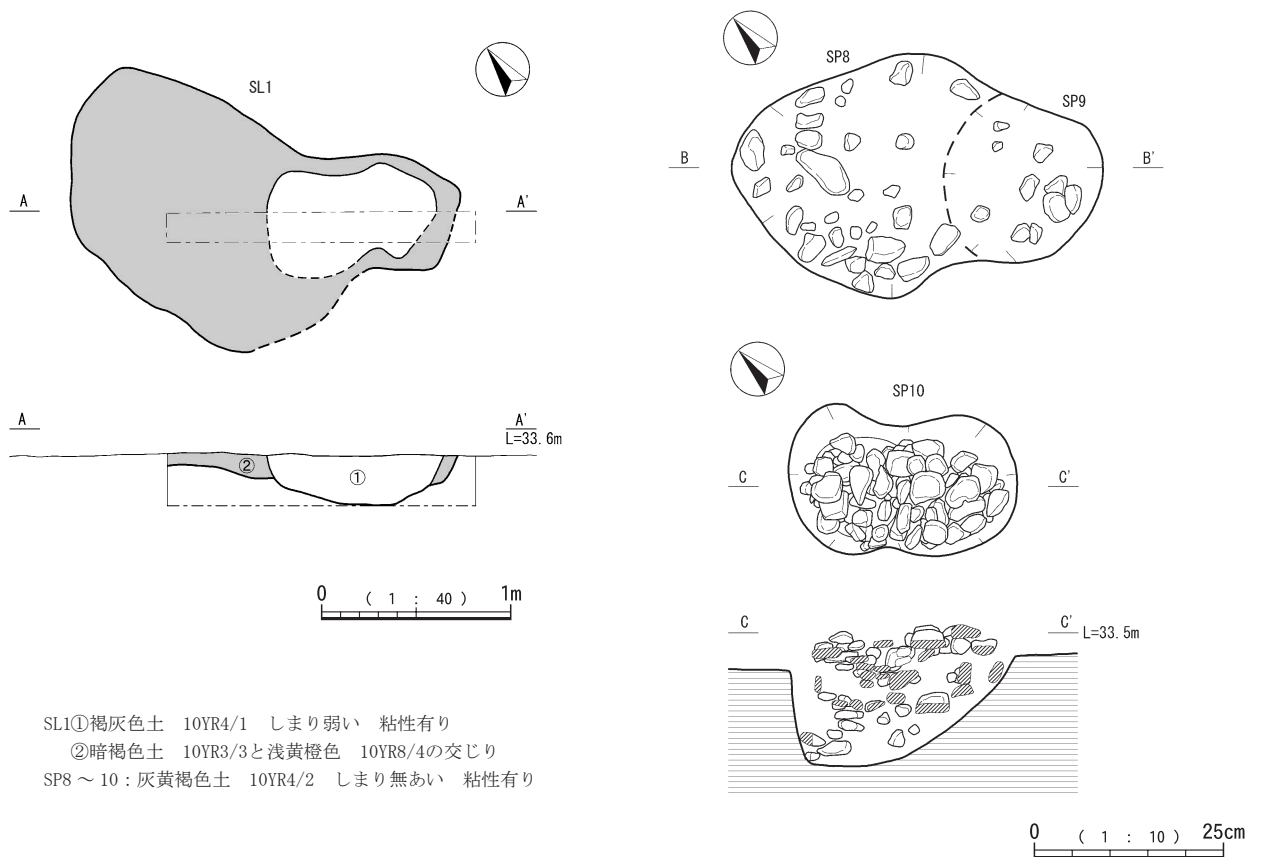 SL1
A
A'
A
A'
L=33.6m
②
①
0 ( 1 : 40 ) 1m
SL1①褐灰色土 10YR4/1 しまり弱い 粘性有り
②暗褐色土 10YR3/3と浅黄橙色 10YR8/4の交じり
SP8～10：灰黄褐色土 10YR4/2 しまり無あい 粘性有り
SP8
SP9
B
B'
SP10
C
C'
C
C'
L=33.5m
0 ( 1 : 10 ) 25cm